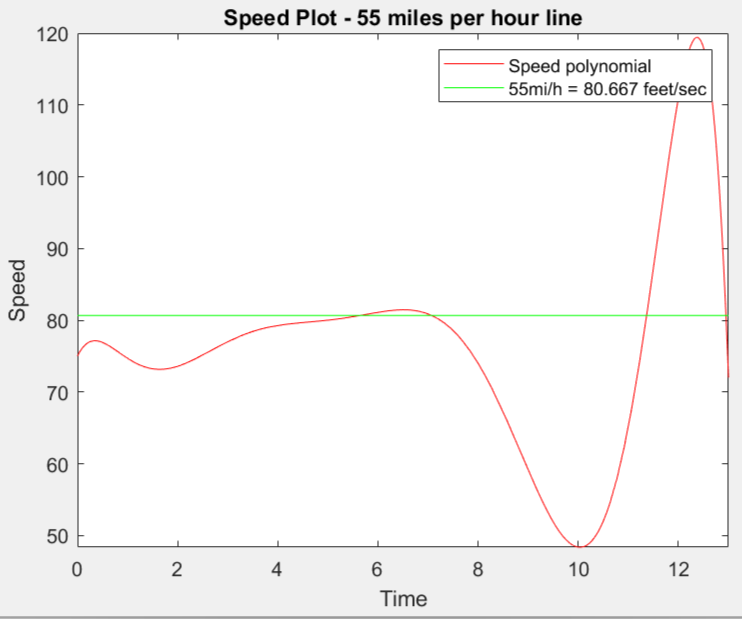 Speed Plot - 55 miles per hour line
120
110
100
90
80
70
60
50
Speed
Speed polynomial
55mi/h = 80.667 feet/sec
0 2 4 6 8 10 12
Time